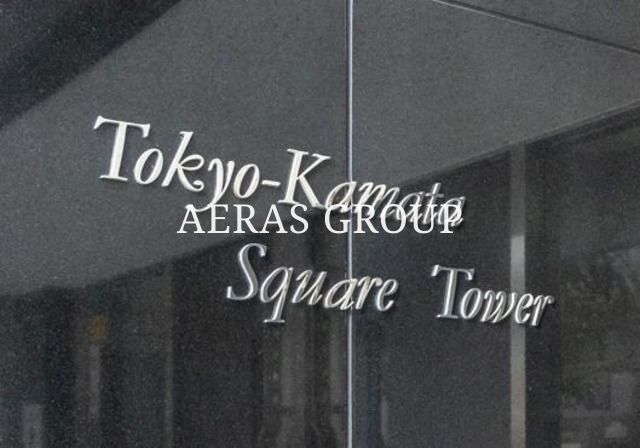 Tokyo-Kamata
AERAS GROUP
Square Tower